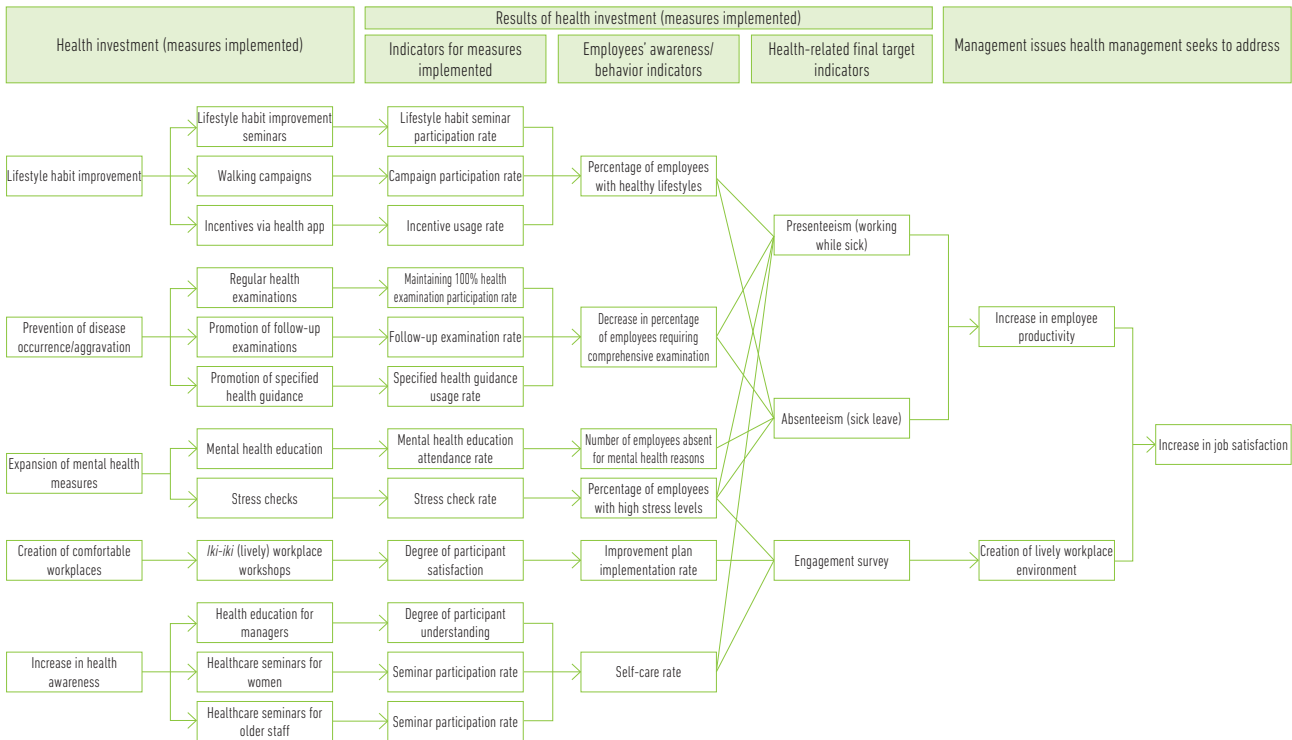 Health investment (measures implemented)
Results of health investment (measures implemented)
Indicators for measures
implemented
Employees' awareness/
behavior indicators
Health-related final target
indicators
Management issues health management seeks to address
Lifestyle habit improvement
Lifestyle habit improvement
seminars
Lifestyle habit seminar
participation rate
Walking campaigns
Campaign participation rate
Incentives via health app
Incentive usage rate
Percentage of employees
with healthy lifestyles
Prevention of disease
occurrence/aggravation
Regular health
examinations
Maintaining 100% health
examination participation rate
Promotion of follow-up
examinations
Follow-up examination rate
Promotion of specified
health guidance
Specified health guidance
usage rate
Decrease in percentage
of employees requiring
comprehensive examination
Expansion of mental health
measures
Mental health education
Mental health education
attendance rate
Number of employees absent
for mental health reasons
Stress checks
Stress check rate
Percentage of employees
with high stress levels
Creation of comfortable
workplaces
Iki-iki (lively) workplace
workshops
Degree of participant
satisfaction
Improvement plan
implementation rate
Increase in health
awareness
Health education for
managers
Degree of participant
understanding
Healthcare seminars for
women
Seminar participation rate
Healthcare seminars for
older staff
Seminar participation rate
Self-care rate
Presenteeism (working
while sick)
Absenteeism (sick leave)
Engagement survey
Increase in employee
productivity
Creation of lively workplace
environment
Increase in job satisfaction